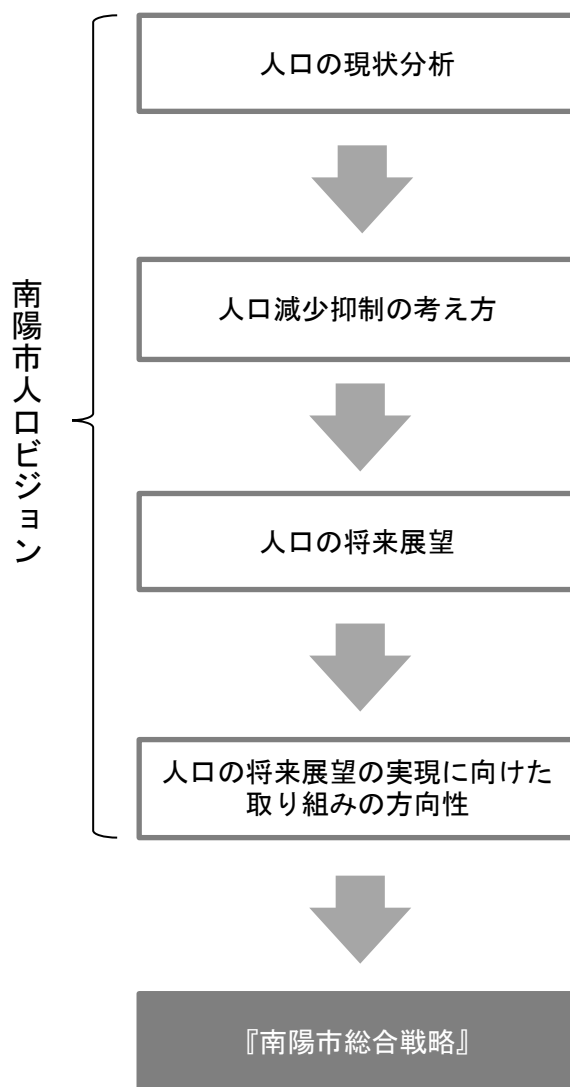 南陽市人口ビジョン
人口の現状分析
人口減少抑制の考え方
人口の将来展望
人口の将来展望の実現に向けた
取り組みの方向性
『南陽市総合戦略』